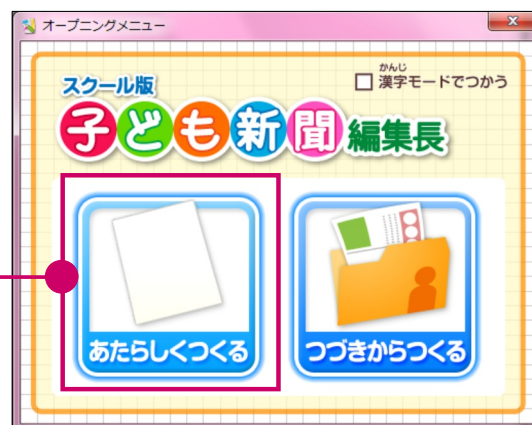 オープニングメニュー
かんじ
漢字モードでつかう
スクール版
子ども新聞編集長
あたらしくつくる
つづきからつくる